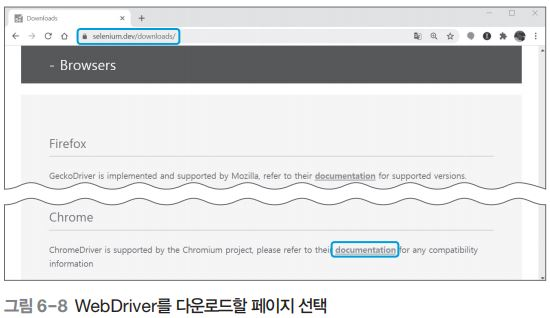 Downloads
selenium.dev/downloads/
- Browsers
Firefox
GeckoDriver is implemented and supported by Mozilla, refer to their documentation for supported versions.
Chrome
ChromeDriver is supported by the Chromium project, please refer to their documentation for any compatibility
information
그림 6-8 WebDriver를 다운로드할 페이지 선택